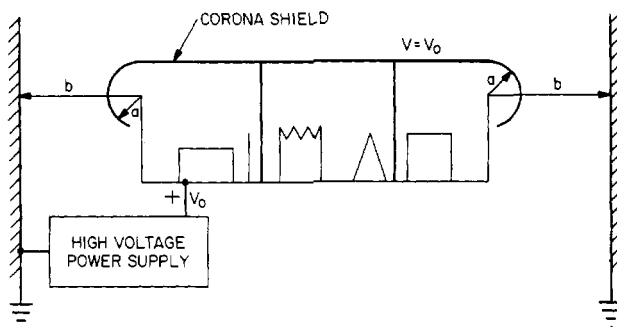 CORONA SHIELD
V = V₀
b
a
a
b
+ V₀
HIGH VOLTAGE
POWER SUPPLY